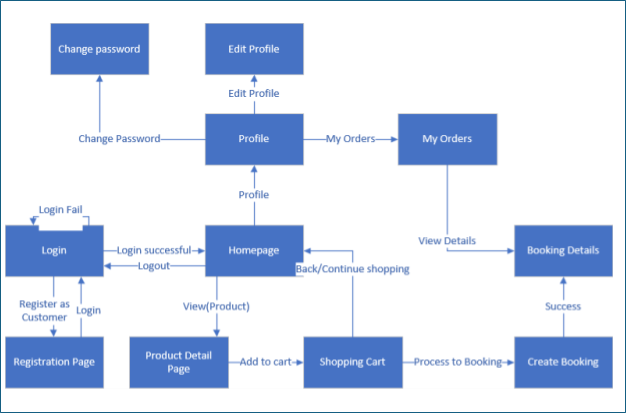 Change password
Edit Profile
Edit Profile
Change Password
Profile
My Orders
My Orders
Profile
Login Fail
View Details
Login
Login successful
Logout
Homepage
Back/Continue shopping
Booking Details
Register as
Customer
Login
View(Product)
Success
Registration Page
Product Detail
Page
Add to cart
Shopping Cart
Process to Booking
Create Booking